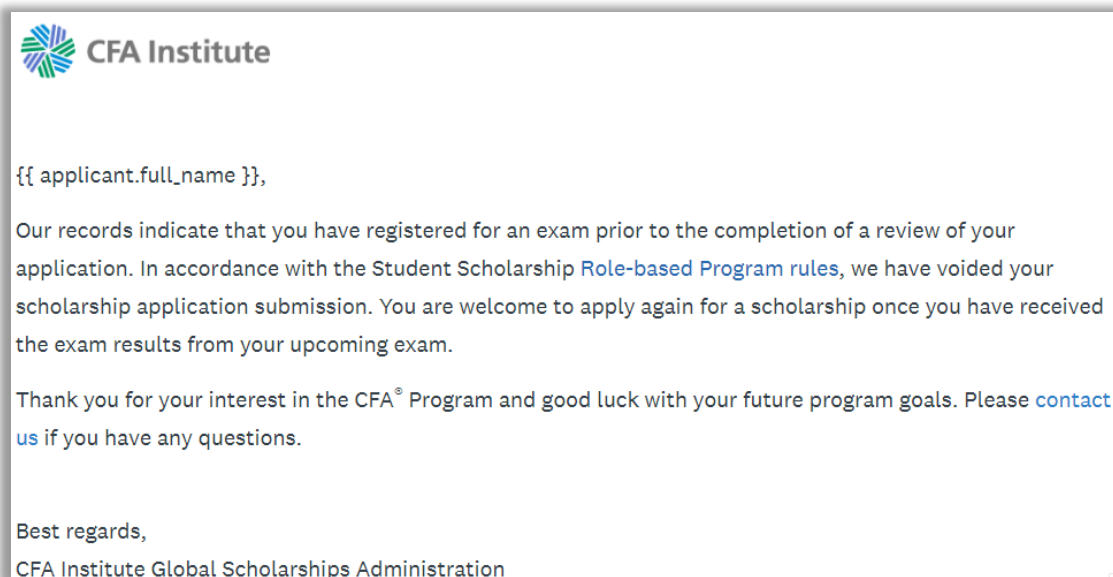 CFA Institute
{{ applicant.full_name }},
Our records indicate that you have registered for an exam prior to the completion of a review of your
application. In accordance with the Student Scholarship Role-based Program rules, we have voided your
scholarship application submission. You are welcome to apply again for a scholarship once you have received
the exam results from your upcoming exam.
Thank you for your interest in the CFA® Program and good luck with your future program goals. Please contact
us if you have any questions.
Best regards,
CFA Institute Global Scholarships Administration